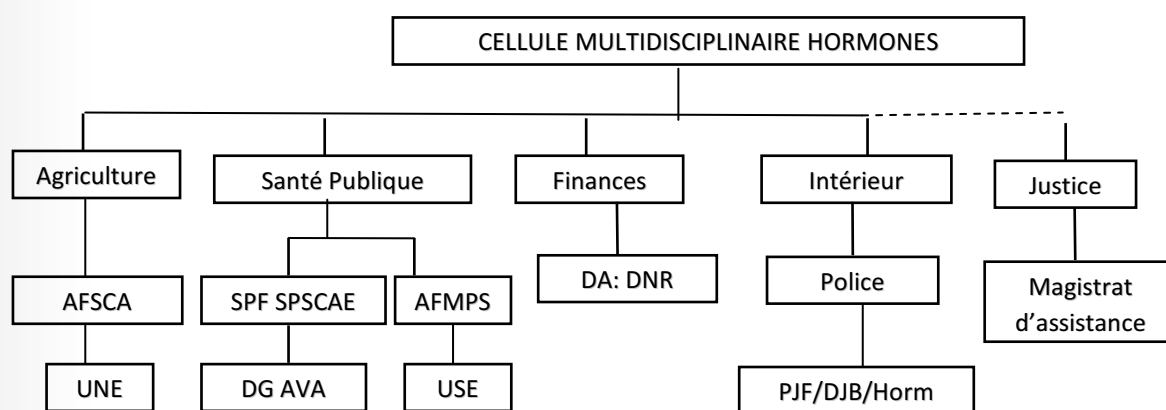 CELLULE MULTIDISCIPLINAIRE HORMONES
Agriculture
Santé Publique
Finances
Intérieur
Justice
AFSCA
SPF SPSCAE
AFMPS
DA: DNR
Police
Magistrat
d’assistance
UNE
DG AVA
USE
PJF/DJB/Horm